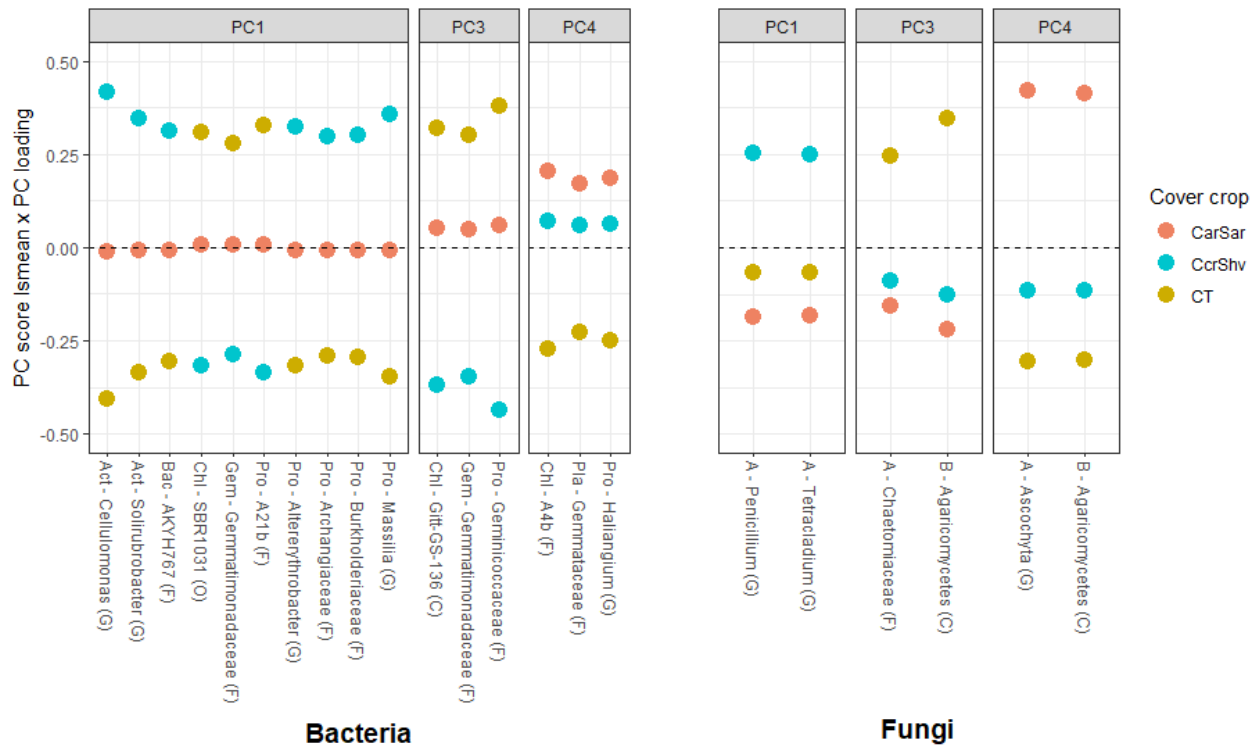 PC1
PC3
PC4
PC1
PC3
PC4
PC score lsmean x PC loading
0.50
0.25
0.00
-0.25
-0.50
Act - Cellulomonas (G)
Act - Solirubrobacter (G)
Bac - AKYH767 (F)
Chl - SBR1031 (O)
Gem - Gemmatimonadaceae (F)
Pro - A21b (F)
Pro - Altererythrobacter (G)
Pro - Archangiaceae (F)
Pro - Burkholderiaceae (F)
Pro - Massilia (G)
Chl - Gitt-GS-136 (C)
Gem - Gemmatimonadaceae (F)
Pro - Geminicoccaceae (F)
Chl - A4b (F)
Pla - Gemmataceae (F)
Pro - Haliangium (G)
A - Penicillium (G)
A - Tetracladium (G)
A - Chaetomiaceae (F)
B - Agaricomycetes (C)
A - Ascochyta (G)
B - Agaricomycetes (C)
Cover crop
CarSar
CcrShv
CT
Bacteria
Fungi